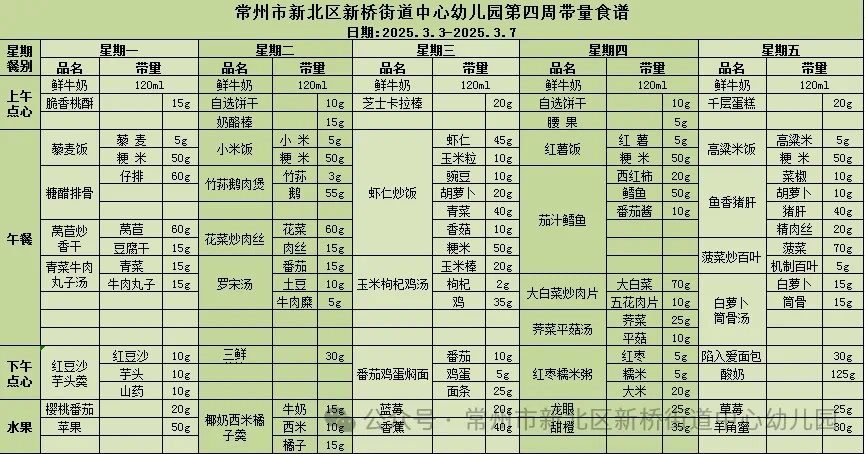 常州市新北区新桥街道中心幼儿园第四周带量食谱
日期:2025.3.3-2025.3.7
星期 星期一 星期二 星期三 星期四 星期五
餐别 品名 带量 品名 带量 品名 带量 品名 带量 品名 带量
上午点心 鲜牛奶 120ml 鲜牛奶 120ml 鲜牛奶 120ml 鲜牛奶 120ml 鲜牛奶 120ml
脆香桃酥 15g 自选饼干 10g 芝士卡拉棒 20g 自选饼干 10g 千层蛋糕 20g
奶酪棒 15g 腰果 5g
午餐 藜麦饭 藜麦 5g 小米饭 小米 5g 虾仁炒饭 虾仁 45g 红薯饭 红薯 5g 高粱米饭 高粱米 5g
粳米 50g 粳米 50g 玉米粒 10g 粳米 50g 粳米 50g
糖醋排骨 仔排 60g 竹荪鹅肉煲 竹荪 3g 豌豆 10g 茄汁鳕鱼 西红柿 20g 鱼香猪肝 菜椒 10g
鹅 55g 胡萝卜 20g 鳕鱼 50g 胡萝卜 10g
青菜 40g 番茄酱 10g 猪肝 40g
莴苣炒香干 莴苣 60g 花菜炒肉丝 花菜 60g 香菇 10g 精肉丝 20g
豆腐干 15g 肉丝 15g 粳米 50g 菠菜炒百叶 菠菜 70g
青菜牛肉丸子汤 青菜 15g 罗宋汤 番茄 15g 玉米枸杞鸡汤 玉米棒 20g 机制百叶 5g
牛肉丸子 15g 土豆 10g 枸杞 2g 大白菜炒肉片 大白菜 70g 白萝卜筒骨汤 白萝卜 15g
牛肉糜 5g 鸡 35g 五花肉片 10g 筒骨 15g
荠菜平菇汤 荠菜 25g
平菇 10g
下午点心 红豆沙芋头羹 红豆沙 10g 三鲜 30g 番茄鸡蛋焖面 番茄 10g 红枣糯米粥 红枣 5g 陷入爱面包 30g
芋头 10g 鸡蛋 5g 糯米 5g 酸奶 125g
山药 10g 面条 25g 大米 20g
水果 樱桃番茄 20g 椰奶西米橘子羹 牛奶 15g 蓝莓 20g 龙眼 25g 草莓 25g
苹果 50g 西米 10g 香蕉 40g 甜橙 35g 羊角蜜 30g
橘子 15g
公众号 · 常州市新北区新桥街道中心幼儿园